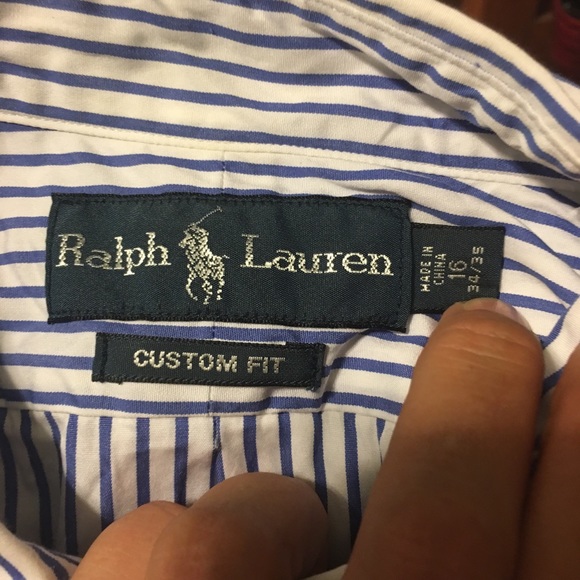 Ralph Lauren
MADE IN
CHINA
16
34/35
CUSTOM FIT